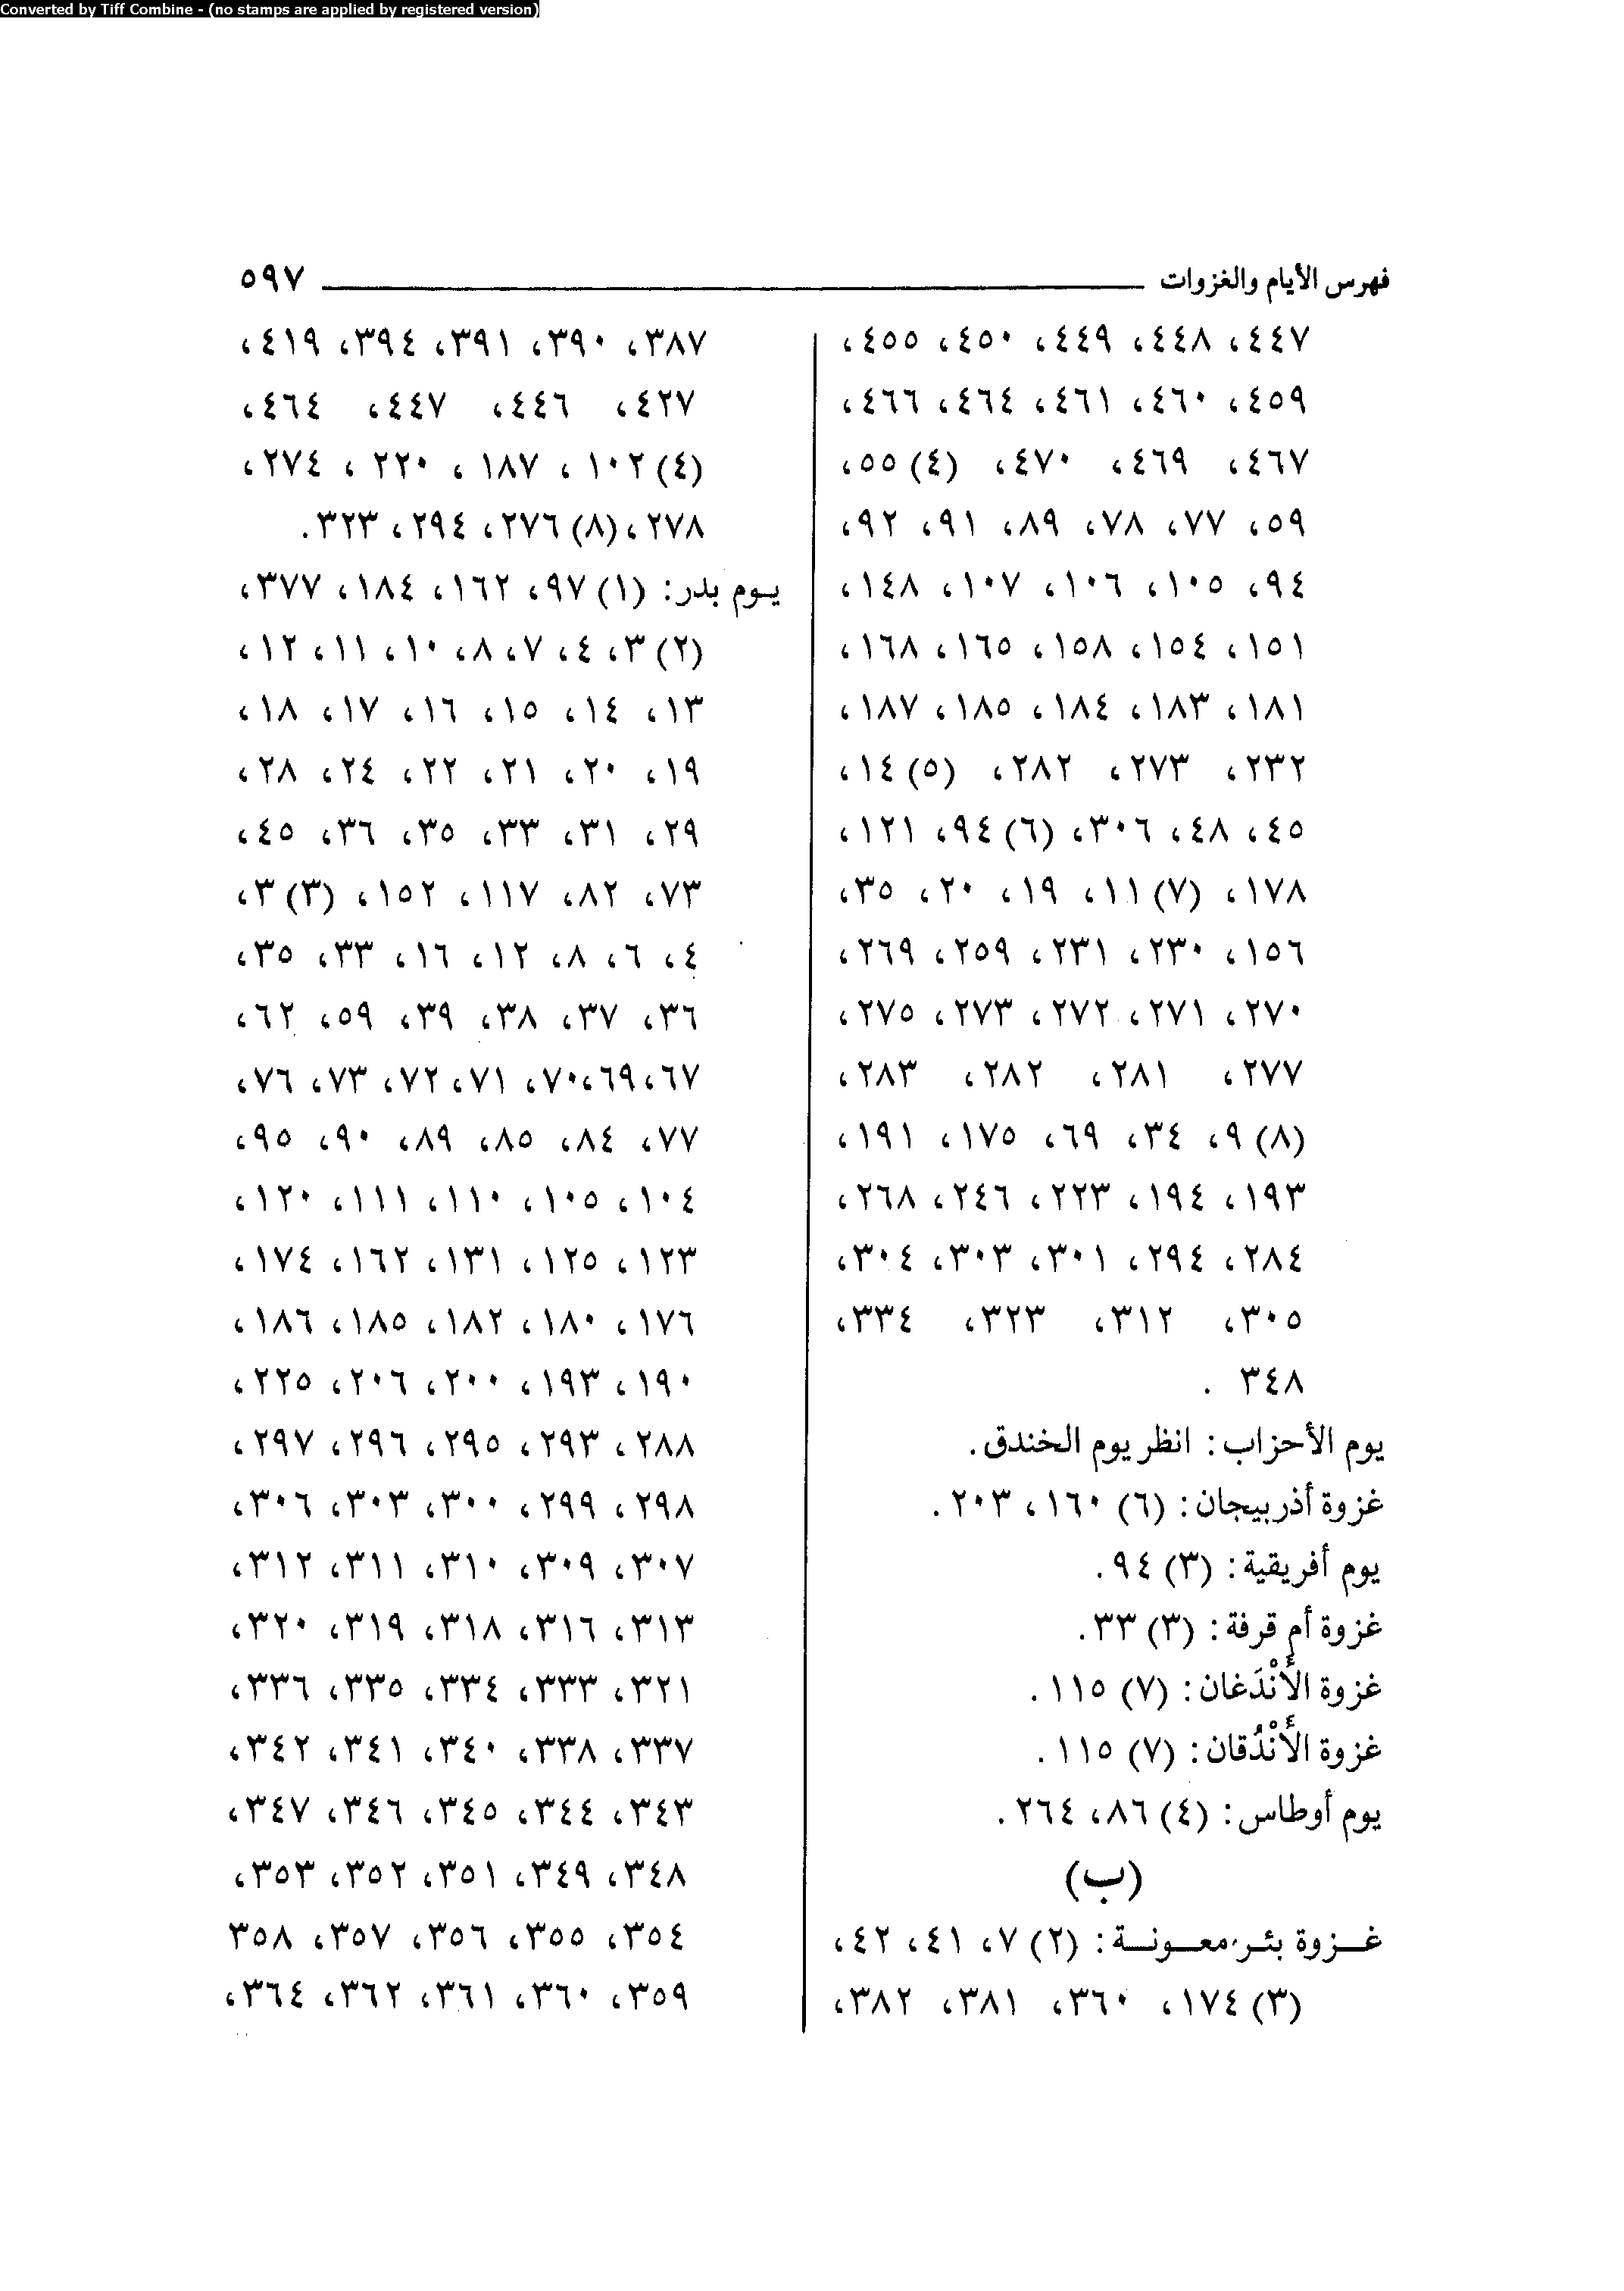 Converted by Tiff Combine - (no stamps are applied by registered version)
فهرس الأيام والغزوات ٥٩٧
٤٤٧، ٤٤٨، ٤٤٩، ٤٥٠، ٤٥٥،
٤٥٩، ٤٦٠، ٤٦١، ٤٦٤، ٤٦٦،
٤٦٧، ٤٦٩، ٤٧٠، (٤) ٥٥،
٥٩، ٧٧، ٧٨، ٨٩، ٩١، ٩٢،
٩٤، ١٠٥، ١٠٦، ١٠٧، ١٤٨،
١٥١، ١٥٤، ١٥٨، ١٦٥، ١٦٨،
١٨١، ١٨٣، ١٨٤، ١٨٥، ١٨٧،
٢٣٢، ٢٧٣، ٢٨٢، (٥) ١٤،
٤٥، ٤٨، ٣٠٦، (٦) ٩٤، ١٢١،
١٧٨، (٧) ١١، ١٩، ٢٠، ٣٥،
١٥٦، ٢٣٠، ٢٣١، ٢٥٩، ٢٦٩،
٢٧٠، ٢٧١، ٢٧٢، ٢٧٣، ٢٧٥،
٢٧٧، ٢٨١، ٢٨٢، ٢٨٣،
(٨) ٩، ٣٤، ٦٩، ١٧٥، ١٩١،
١٩٣، ١٩٤، ٢٢٣، ٢٤٦، ٢٦٨،
٢٨٤، ٢٩٤، ٣٠١، ٣٠٣، ٣٠٤،
٣٠٥، ٣١٢، ٣٢٣، ٣٣٤،
٣٤٨ .
يوم الأحزاب: انظر يوم الخندق.
غزوة أذربيجان: (٦) ١٦٠، ٢٠٣.
يوم أفريقية: (٣) ٩٤.
غزوة أم قرفة: (٣) ٣٣.
غزوة الأَنْدَغان: (٧) ١١٥.
غزوة الأَنْدُقان: (٧) ١١٥.
يوم أوطاس: (٤) ٨٦، ٢٦٤.
(ب)
غـزوة بئـر معـونـة: (٢) ٧، ٤١، ٤٢،
(٣) ١٧٤، ٣٦٠، ٣٨١، ٣٨٢،
٣٨٧، ٣٩٠، ٣٩١، ٣٩٤، ٤١٩،
٤٢٧، ٤٤٦، ٤٤٧، ٤٦٤،
(٤) ١٠٢، ١٨٧، ٢٢٠، ٢٧٤،
٢٧٨، (٨) ٢٧٦، ٢٩٤، ٣٢٣.
يـوم بدر: (١) ٩٧، ١٦٢، ١٨٤، ٣٧٧،
(٢) ٣، ٤، ٧، ٨، ١٠، ١١، ١٢،
١٣، ١٤، ١٥، ١٦، ١٧، ١٨،
١٩، ٢٠، ٢١، ٢٢، ٢٤، ٢٨،
٢٩، ٣١، ٣٣، ٣٥، ٣٦، ٤٥،
٧٣، ٨٢، ١١٧، ١٥٢، (٣) ٣،
٤، ٦، ٨، ١٢، ١٦، ٣٣، ٣٥،
٣٦، ٣٧، ٣٨، ٣٩، ٥٩، ٦٢،
٦٧، ٦٩، ٧٠، ٧١، ٧٢، ٧٣، ٧٦،
٧٧، ٨٤، ٨٥، ٨٩، ٩٠، ٩٥،
١٠٤، ١٠٥، ١١٠، ١١١، ١٢٠،
١٢٣، ١٢٥، ١٣١، ١٦٢، ١٧٤،
١٧٦، ١٨٠، ١٨٢، ١٨٥، ١٨٦،
١٩٠، ١٩٣، ٢٠٠، ٢٠٦، ٢٢٥،
٢٨٨، ٢٩٣، ٢٩٥، ٢٩٦، ٢٩٧،
٢٩٨، ٢٩٩، ٣٠٠، ٣٠٣، ٣٠٦،
٣٠٧، ٣٠٩، ٣١٠، ٣١١، ٣١٢،
٣١٣، ٣١٦، ٣١٨، ٣١٩، ٣٢٠،
٣٢١، ٣٣٣، ٣٣٤، ٣٣٥، ٣٣٦،
٣٣٧، ٣٣٨، ٣٤٠، ٣٤١، ٣٤٢،
٣٤٣، ٣٤٤، ٣٤٥، ٣٤٦، ٣٤٧،
٣٤٨، ٣٤٩، ٣٥١، ٣٥٢، ٣٥٣،
٣٥٤، ٣٥٥، ٣٥٦، ٣٥٧، ٣٥٨
٣٥٩، ٣٦٠، ٣٦١، ٣٦٢، ٣٦٤،